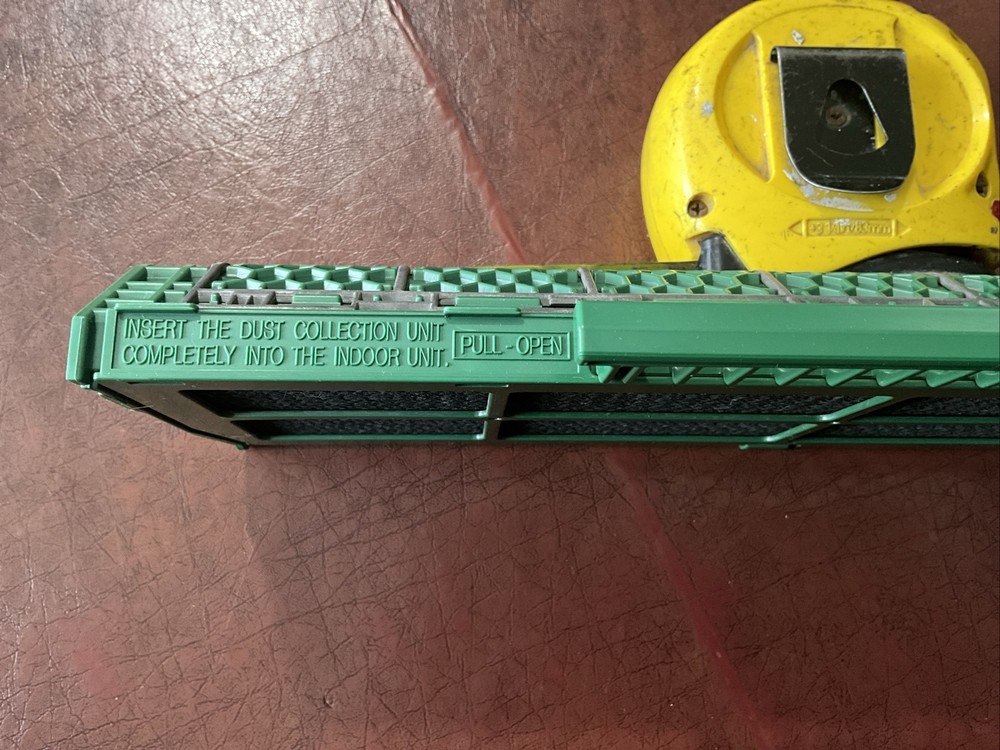 INSERT THE DUST COLLECTION UNIT
COMPLETELY INTO THE INDOOR UNIT.
PULL-OPEN